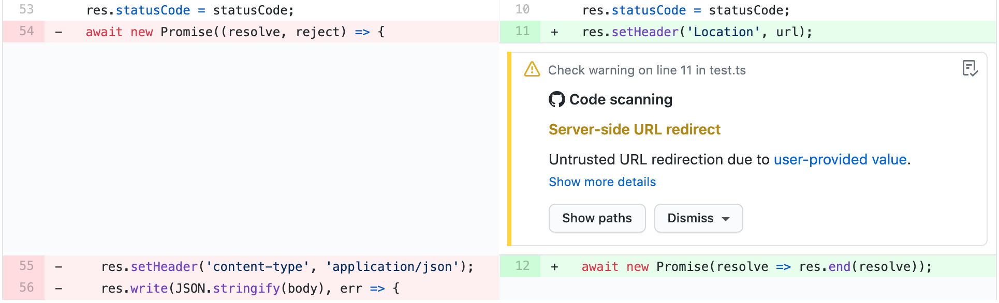 53 res.statusCode = statusCode;
54 - await new Promise((resolve, reject) => {
55 - res.setHeader('content-type', 'application/json');
56 - res.write(JSON.stringify(body), err => {
10 res.statusCode = statusCode;
11 + res.setHeader('Location', url);
Check warning on line 11 in test.ts
Code scanning
Server-side URL redirect
Untrusted URL redirection due to user-provided value.
Show more details
Show paths
Dismiss
12 + await new Promise(resolve => res.end(resolve));